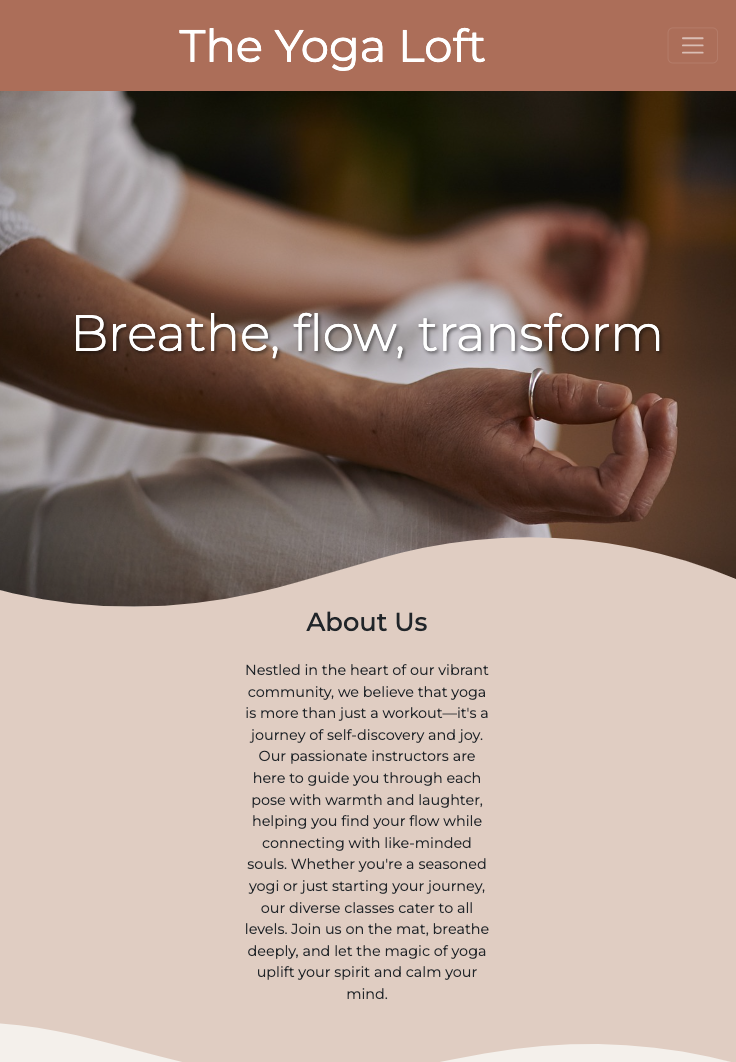 The Yoga Loft
Breathe, flow, transform
About Us
Nestled in the heart of our vibrant
community, we believe that yoga
is more than just a workout—it's a
journey of self-discovery and joy.
Our passionate instructors are
here to guide you through each
pose with warmth and laughter,
helping you find your flow while
connecting with like-minded
souls. Whether you're a seasoned
yogi or just starting your journey,
our diverse classes cater to all
levels. Join us on the mat, breathe
deeply, and let the magic of yoga
uplift your spirit and calm your
mind.